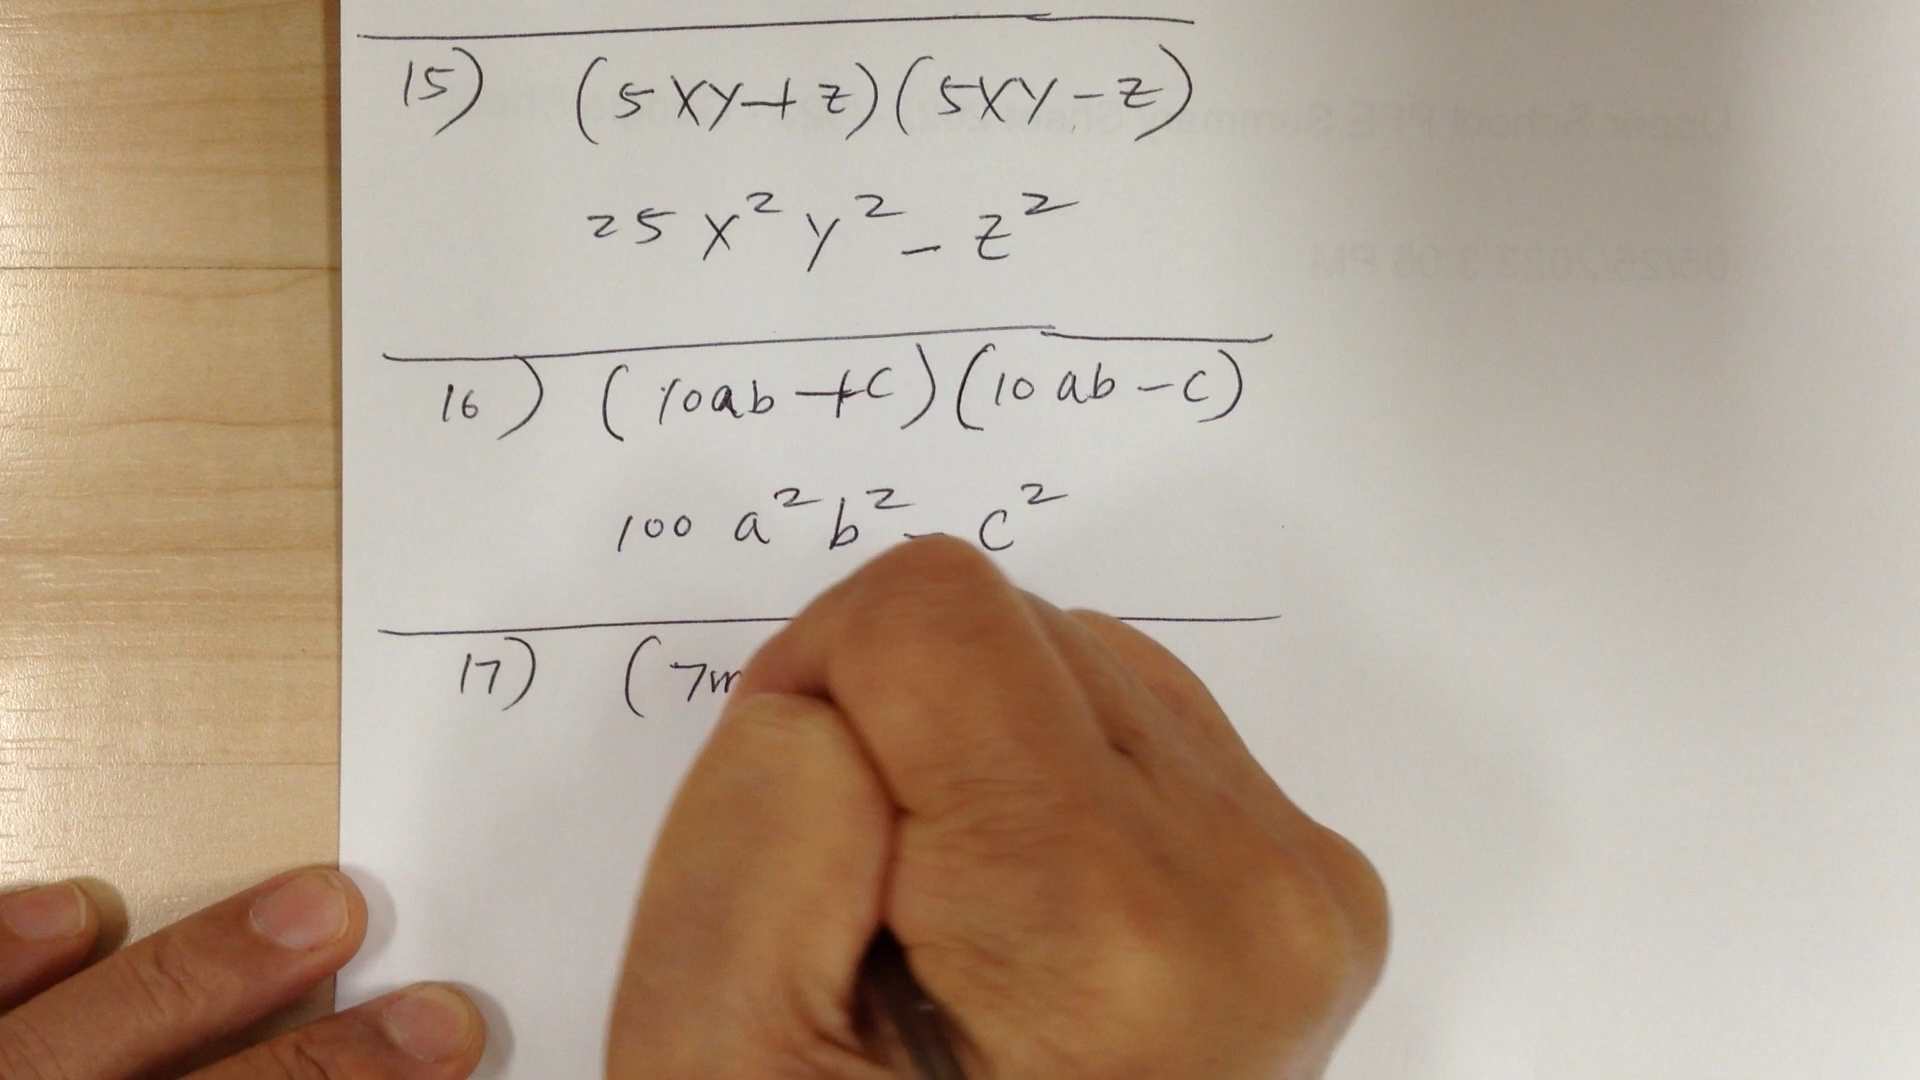 15) (5XY+z)(5XY-z)
25x²y²-z²
16) (10ab+c)(10ab-c)
100a²b²-c²
17) (7m